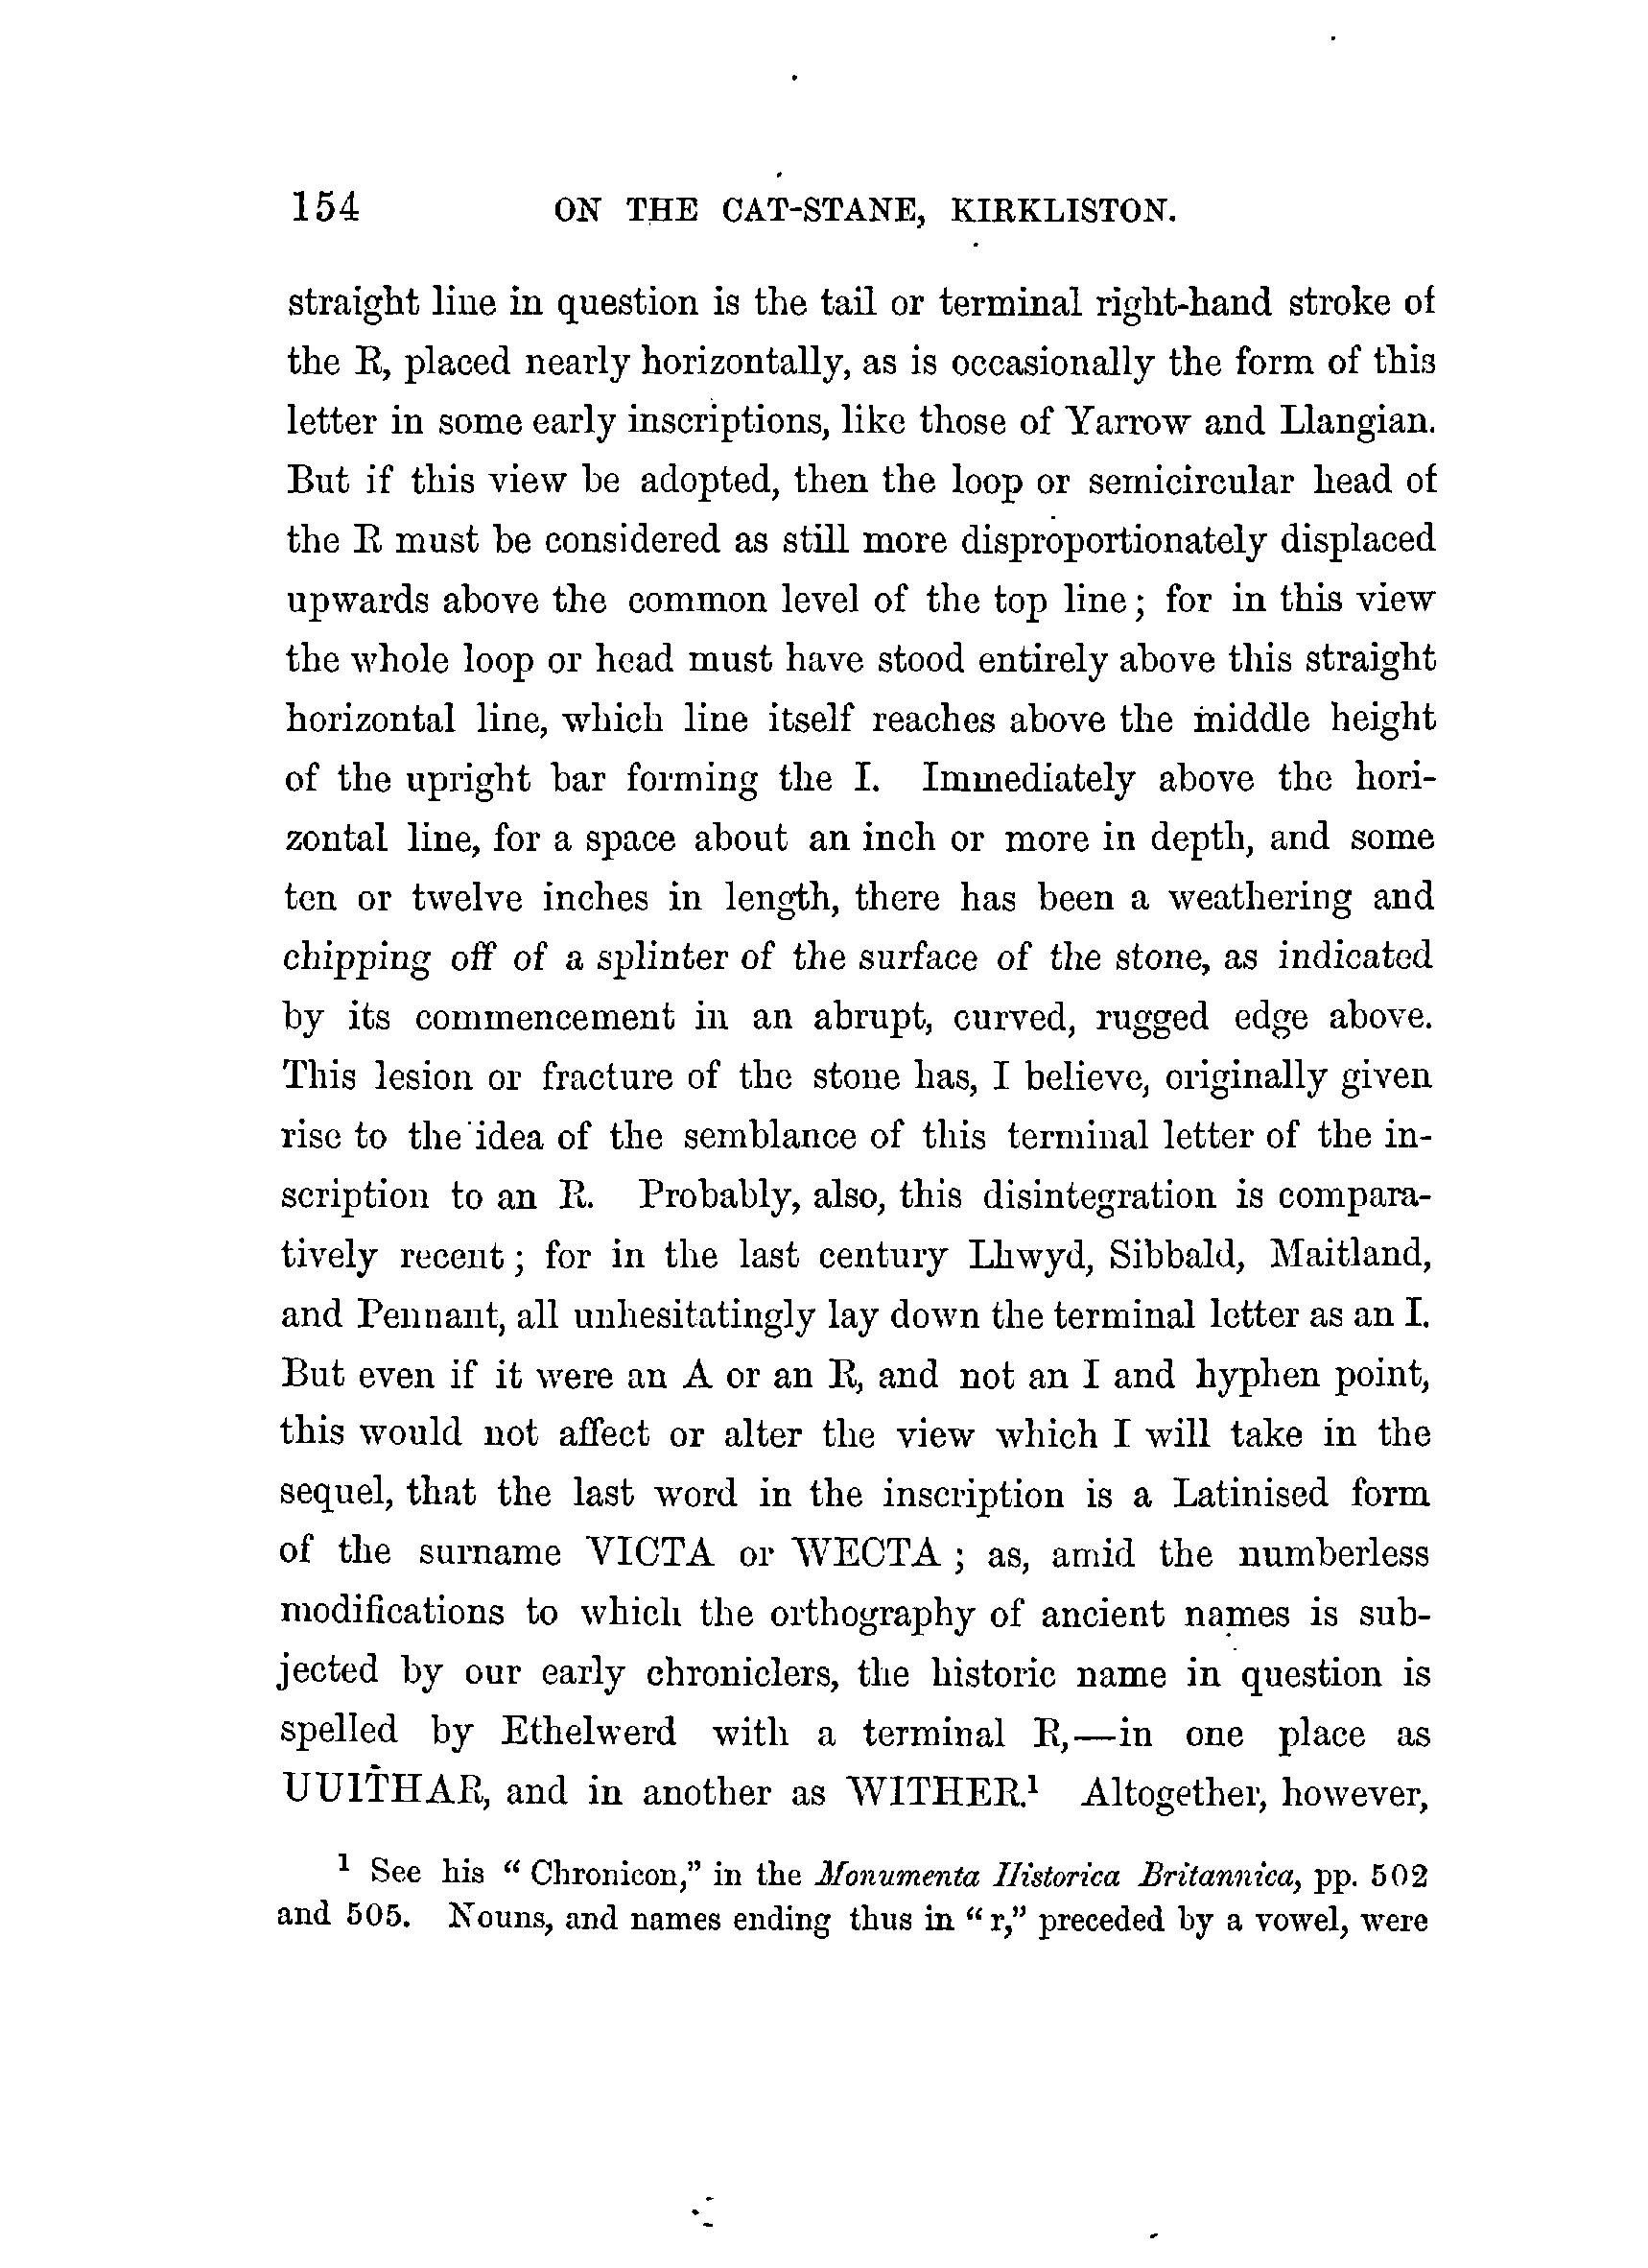 154 ON THE CAT-STANE, KIRKLISTON.
straight line in question is the tail or terminal right-hand stroke of
the R, placed nearly horizontally, as is occasionally the form of this
letter in some early inscriptions, like those of Yarrow and Llangian.
But if this view be adopted, then the loop or semicircular head of
the R must be considered as still more disproportionately displaced
upwards above the common level of the top line; for in this view
the whole loop or head must have stood entirely above this straight
horizontal line, which line itself reaches above the middle height
of the upright bar forming the I. Immediately above the hori-
zontal line, for a space about an inch or more in depth, and some
ten or twelve inches in length, there has been a weathering and
chipping off of a splinter of the surface of the stone, as indicated
by its commencement in an abrupt, curved, rugged edge above.
This lesion or fracture of the stone has, I believe, originally given
rise to the idea of the semblance of this terminal letter of the in-
scription to an R. Probably, also, this disintegration is compara-
tively recent; for in the last century Lhwyd, Sibbald, Maitland,
and Pennant, all unhesitatingly lay down the terminal letter as an I.
But even if it were an A or an R, and not an I and hyphen point,
this would not affect or alter the view which I will take in the
sequel, that the last word in the inscription is a Latinised form
of the surname VICTA or WECTA; as, amid the numberless
modifications to which the orthography of ancient names is sub-
jected by our early chroniclers, the historic name in question is
spelled by Ethelwerd with a terminal R,—in one place as
UUITHAR, and in another as WITHER.¹ Altogether, however,
¹ See his "Chronicon," in the Monumenta Historica Britannica, pp. 502
and 505. Nouns, and names ending thus in "r," preceded by a vowel, were